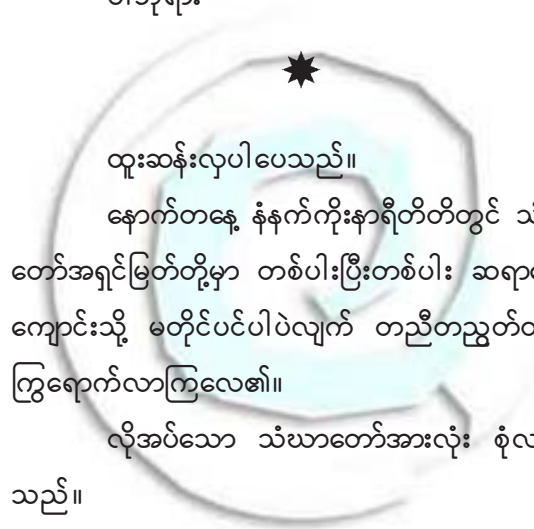 ထူးဆန်းလှပါပေသည်။
နောက်တနေ့ နံနက်ကိုးနာရီတိတိတွင်
တော်အရှင်မြတ်တို့မှာ တစ်ပါးပြီးတစ်ပါး
ကျောင်းသို့ မတိုင်ပင်ပါပဲလျက် တညီတညွတ်
ကြွရောက်လာကြလေ၏။
လိုအပ်သော သံဃာတော်အားလုံး
သည်။